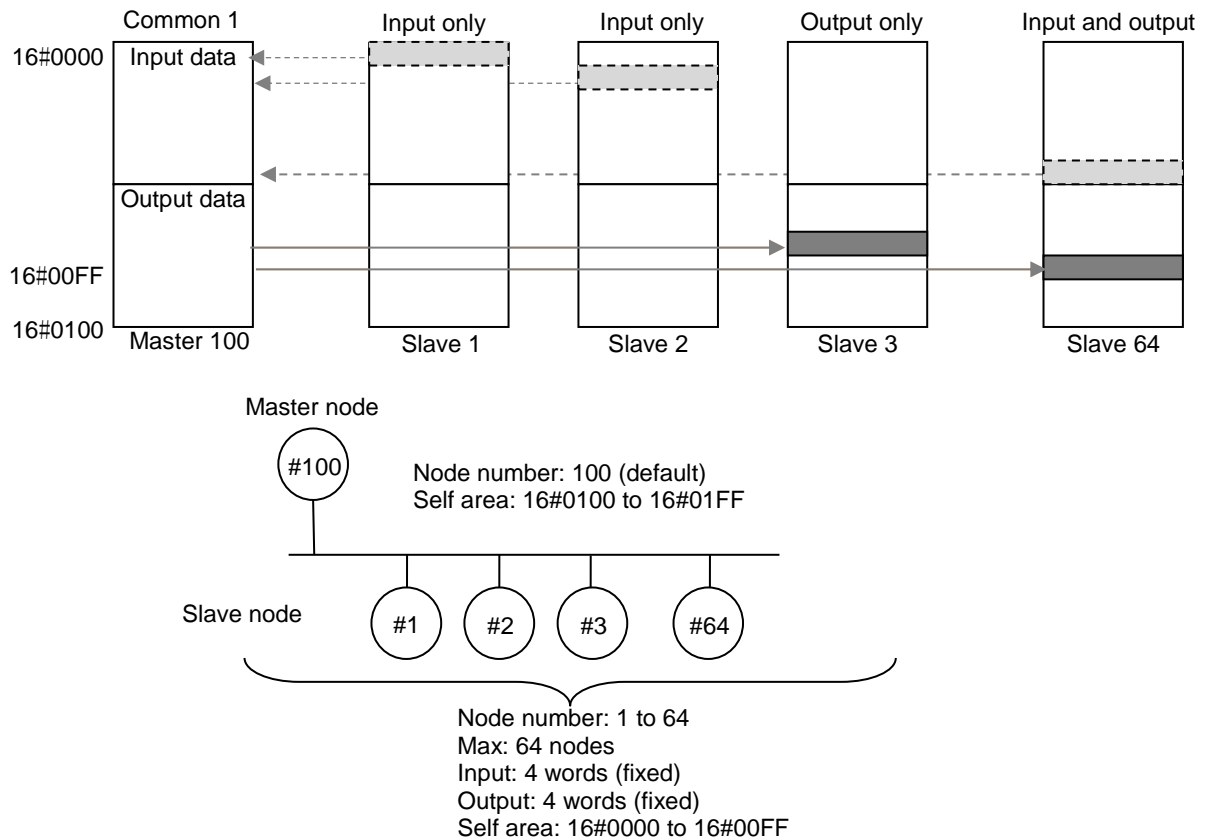 Common 1
Input only
Input only
Output only
Input and output
16#0000
Input data
Output data
16#00FF
16#0100
Master 100
Slave 1
Slave 2
Slave 3
Slave 64
Master node
#100
Node number: 100 (default)
Self area: 16#0100 to 16#01FF
Slave node
#1
#2
#3
#64
Node number: 1 to 64
Max: 64 nodes
Input: 4 words (fixed)
Output: 4 words (fixed)
Self area: 16#0000 to 16#00FF